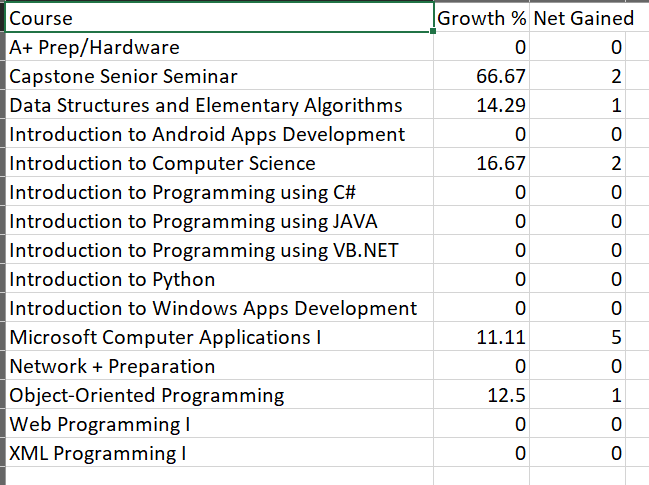 Course Growth % Net Gained
A+ Prep/Hardware 0 0
Capstone Senior Seminar 66.67 2
Data Structures and Elementary Algorithms 14.29 1
Introduction to Android Apps Development 0 0
Introduction to Computer Science 16.67 2
Introduction to Programming using C# 0 0
Introduction to Programming using JAVA 0 0
Introduction to Programming using VB.NET 0 0
Introduction to Python 0 0
Introduction to Windows Apps Development 0 0
Microsoft Computer Applications I 11.11 5
Network + Preparation 0 0
Object-Oriented Programming 12.5 1
Web Programming I 0 0
XML Programming I 0 0